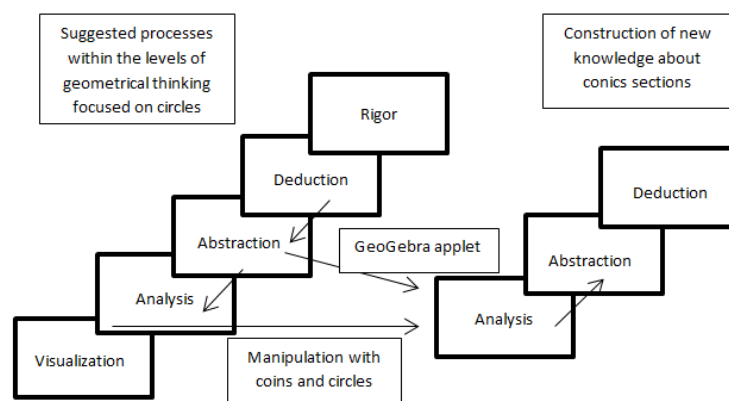 Suggested processes
within the levels of
geometrical thinking
focused on circles
Construction of new
knowledge about
conics sections
Rigor
Deduction
Abstraction
Analysis
Visualization
GeoGebra applet
Manipulation with
coins and circles
Deduction
Abstraction
Analysis